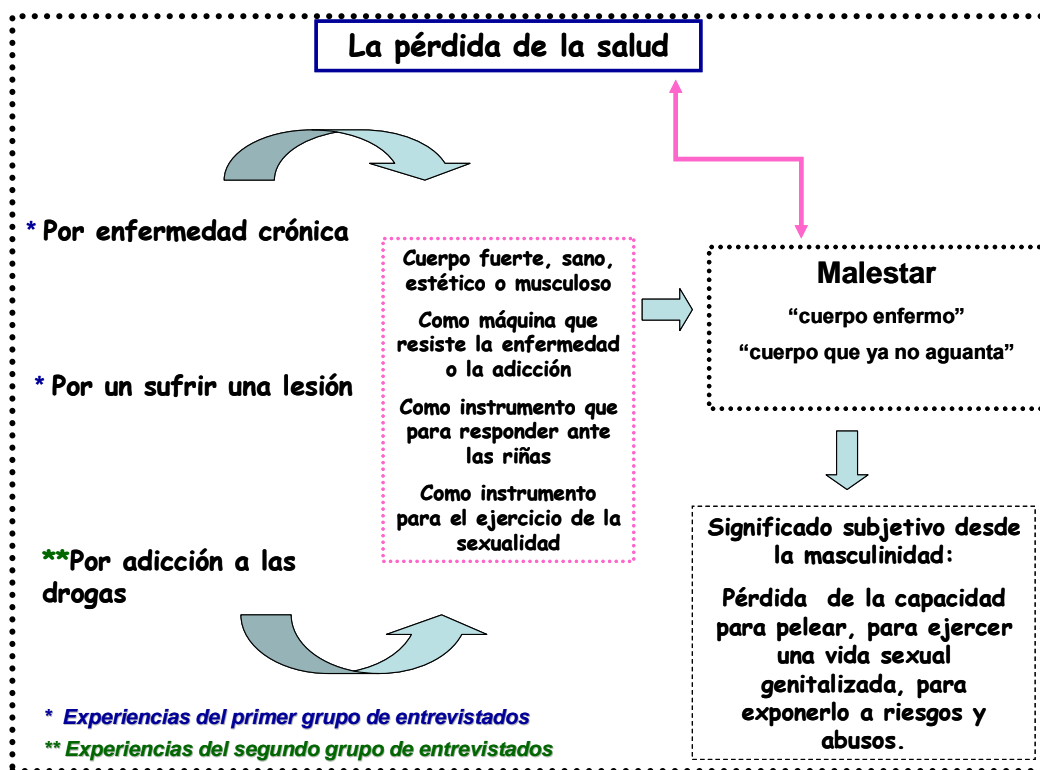 La pérdida de la salud
* Por enfermedad crónica
* Por un sufrir una lesión
**Por adicción a las
drogas
Cuerpo fuerte, sano,
estético o musculoso
Como máquina que
resiste la enfermedad
o la adicción
Como instrumento que
para responder ante
las riñas
Como instrumento
para el ejercicio de la
sexualidad
Malestar
“cuerpo enfermo”
“cuerpo que ya no aguanta”
Significado subjetivo desde
la masculinidad:
Pérdida de la capacidad
para pelear, para ejercer
una vida sexual
genitalizada, para
exponerlo a riesgos y
abusos.
* Experiencias del primer grupo de entrevistados
** Experiencias del segundo grupo de entrevistados